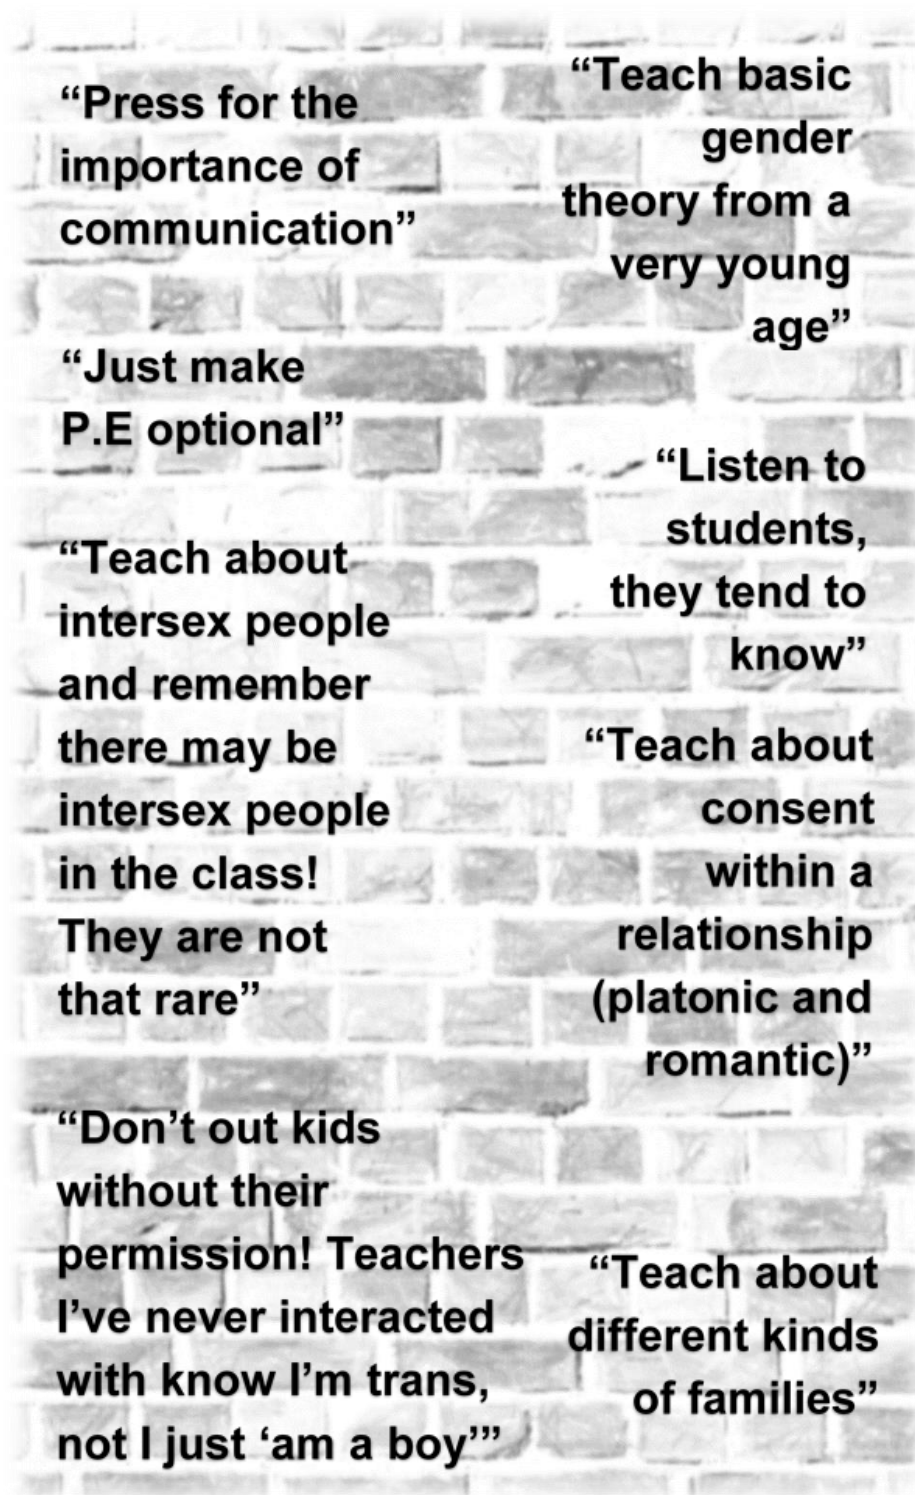 “Press for the
importance of
communication”
“Just make
P.E optional”
“Teach about
intersex people
and remember
there may be
intersex people
in the class!
They are not
that rare”
“Don’t out kids
without their
permission! Teachers
I’ve never interacted
with know I’m trans,
not I just ‘am a boy’”
“Teach basic
gender
theory from a
very young
age”
“Listen to
students,
they tend to
know”
“Teach about
consent
within a
relationship
(platonic and
romantic)”
“Teach about
different kinds
of families”